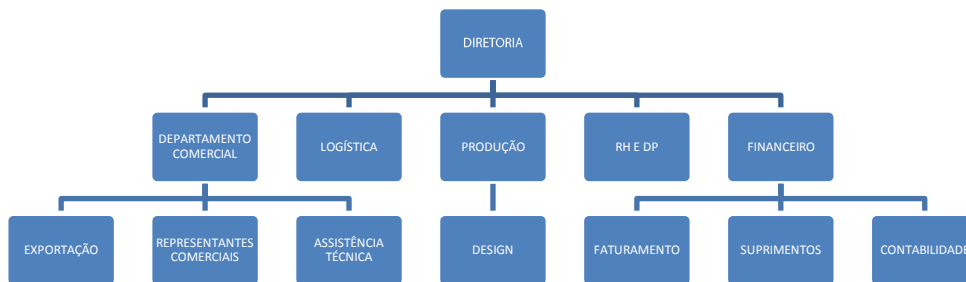 DIRETORIA
DEPARTAMENTO
COMERCIAL
LOGÍSTICA
PRODUÇÃO
RH E DP
FINANCEIRO
EXPORTAÇÃO
REPRESENTANTES
COMERCIAIS
ASSISTÊNCIA
TÉCNICA
DESIGN
FATURAMENTO
SUPRIMENTOS
CONTABILIDADE